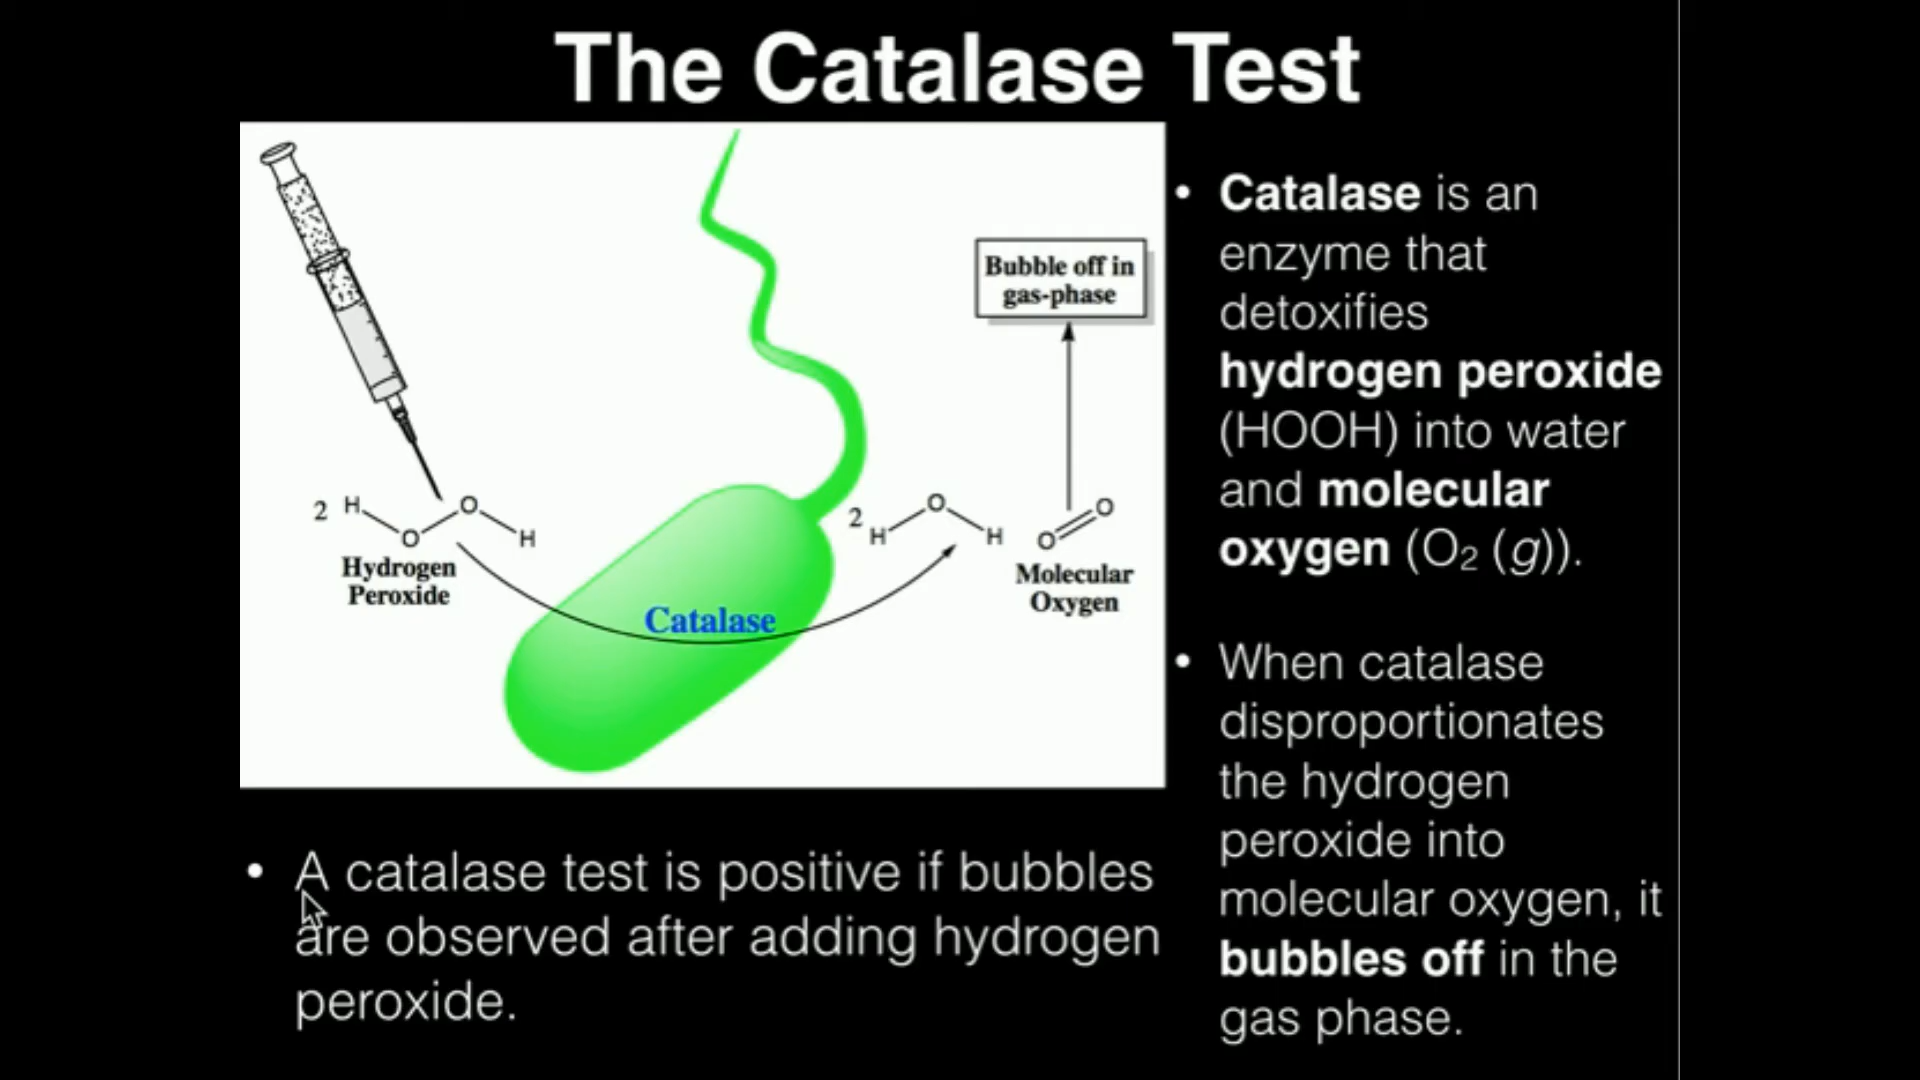 The Catalase Test
Bubble off in
gas-phase
2 H O O H
Hydrogen
Peroxide
Catalase
2 H O H
O O
Molecular
Oxygen
• A catalase test is positive if bubbles
are observed after adding hydrogen
peroxide.
• Catalase is an
enzyme that
detoxifies
hydrogen peroxide
(HOOH) into water
and molecular
oxygen (O₂ (g)).
• When catalase
disproportionates
the hydrogen
peroxide into
molecular oxygen, it
bubbles off in the
gas phase.